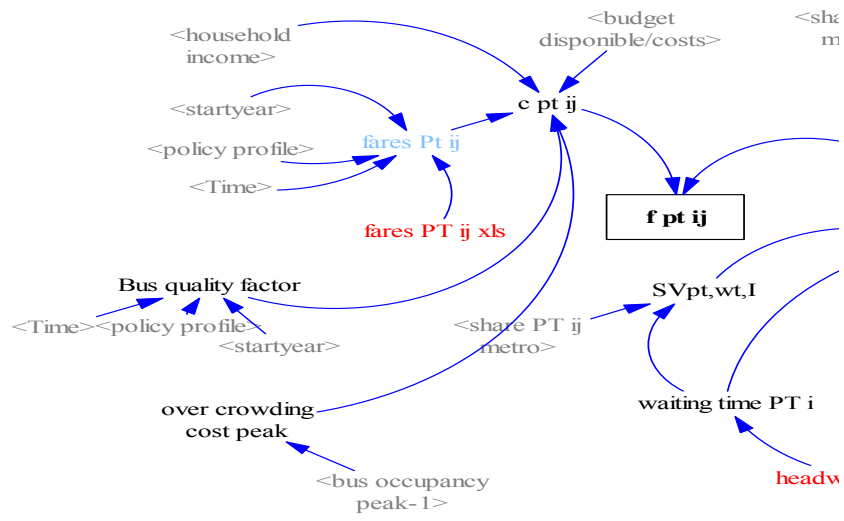 <household
income>
<budget
disponible/costs>
<sha
m
<startyear>
c pt ij
<policy profile>
fares Pt ij
<Time>
f pt ij
fares PT ij xls
Bus quality factor
SVpt,wt,I
<Time>
<policy profile>
<startyear>
<share PT ij
metro>
over crowding
cost peak
waiting time PT i
<bus occupancy
peak-1>
headw